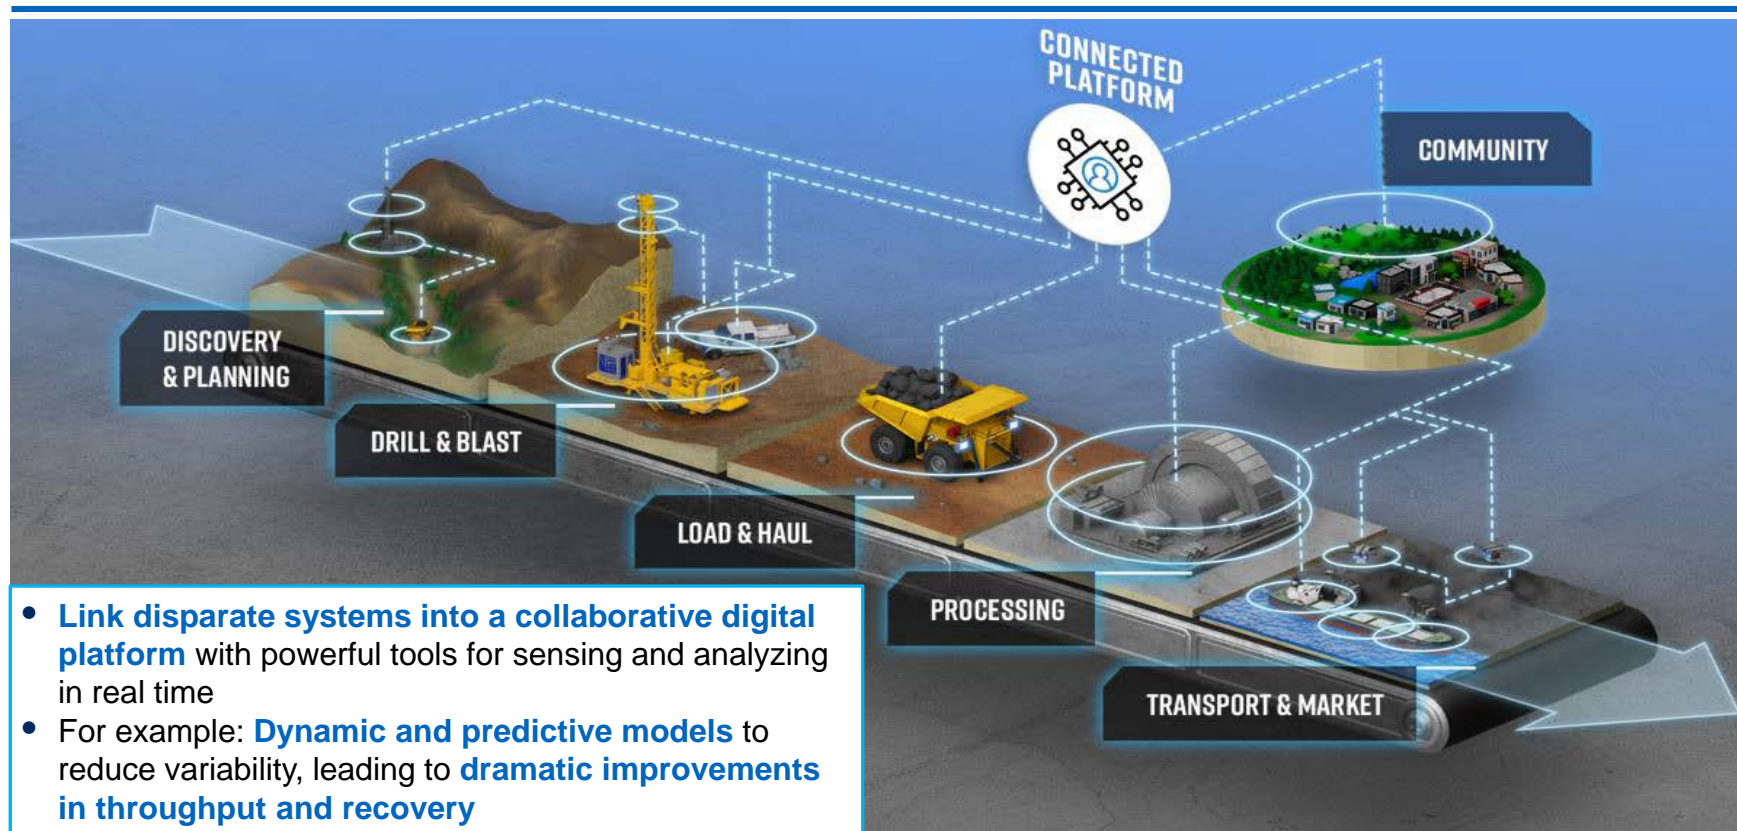 CONNECTED
PLATFORM
COMMUNITY
DISCOVERY
& PLANNING
DRILL & BLAST
LOAD & HAUL
PROCESSING
TRANSPORT & MARKET
• Link disparate systems into a collaborative digital
platform with powerful tools for sensing and analyzing
in real time
• For example: Dynamic and predictive models to
reduce variability, leading to dramatic improvements
in throughput and recovery